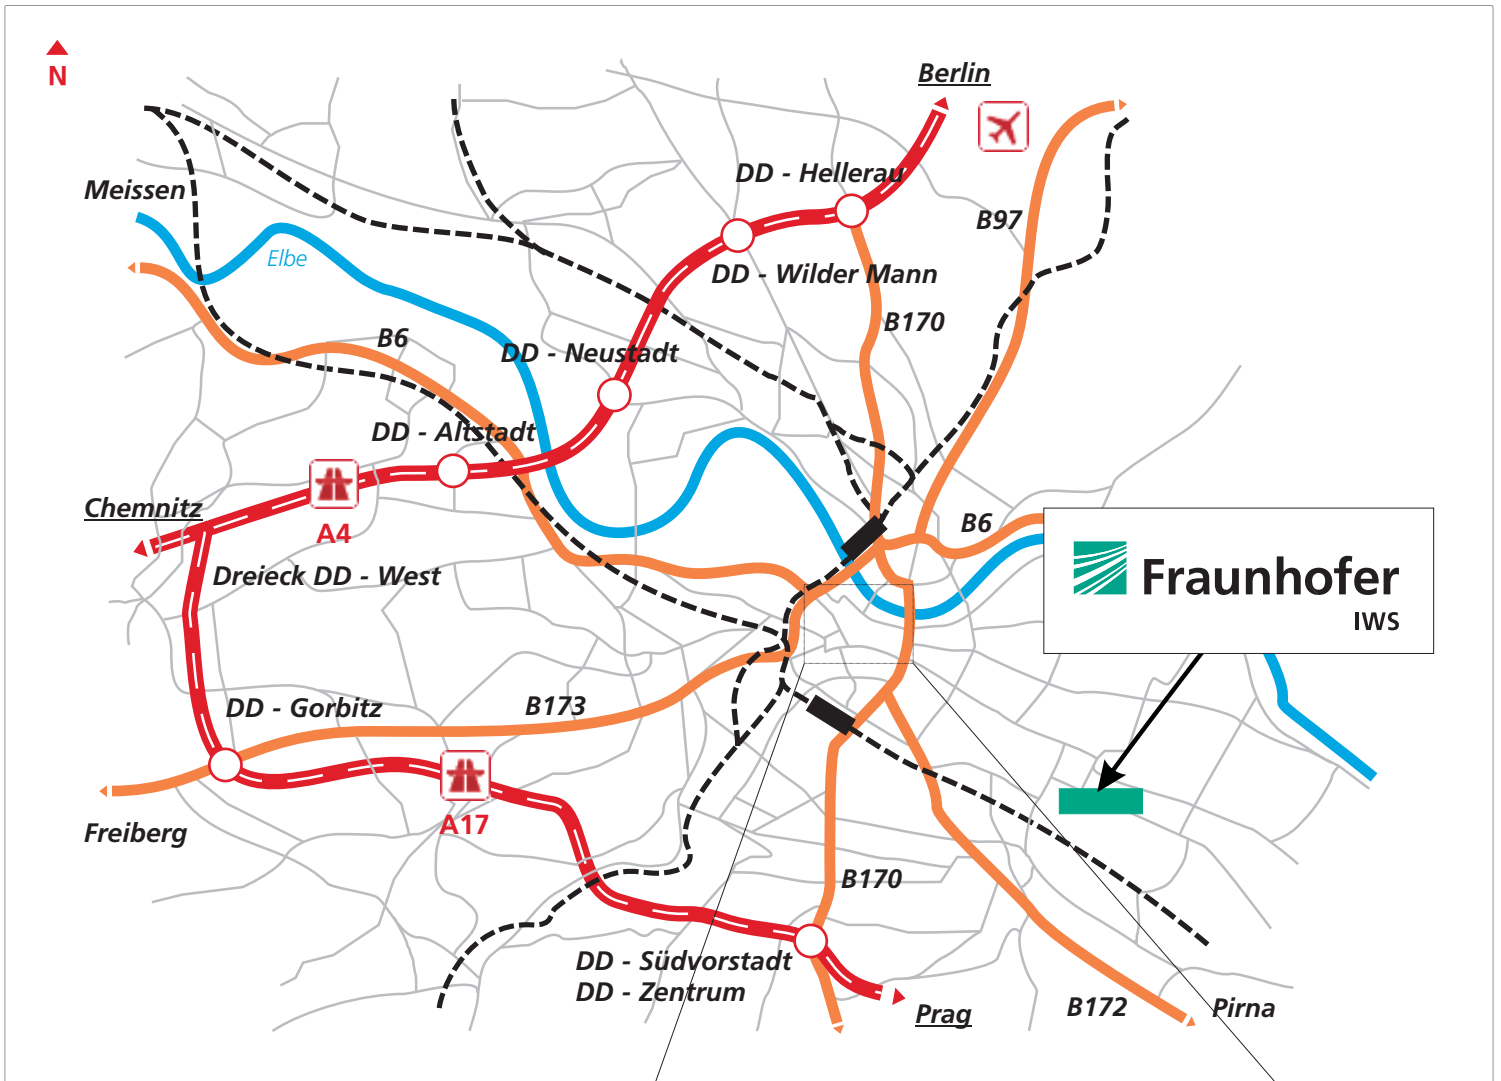 Berlin
N
DD - Hellerau
Meissen
B97
Elbe
DD - Wilder Mann
B170
B6
DD - Neustadt
DD - Altstadt
Chemnitz
B6
A4
Dreieck DD - West
Fraunhofer
IWS
DD - Gorbitz
B173
A17
Freiberg
B170
DD - Südvorstadt
DD - Zentrum
Prag
B172
Pirna